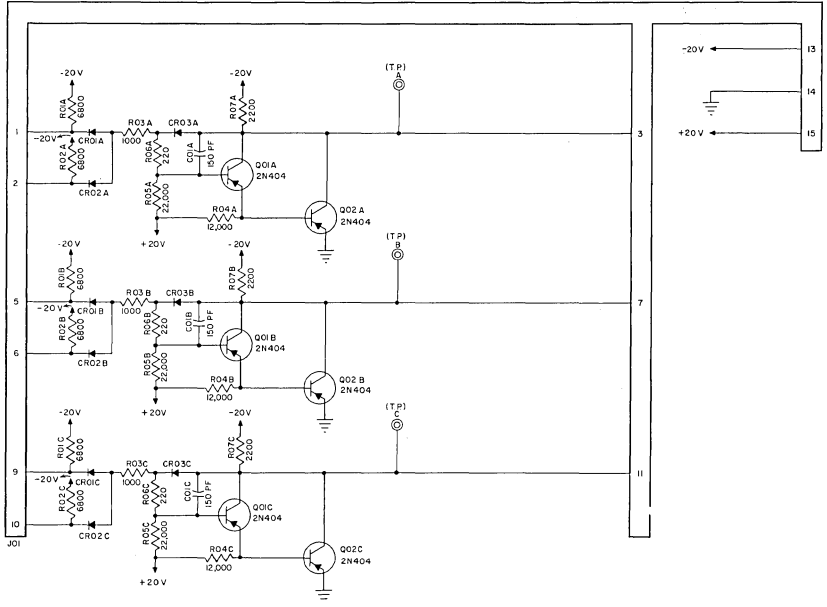 -20V
13
14
+20V
15
-20V
R01A
6800
-20V
R02A
6800
1
CR01A
2
CR02A
R03A
1000
CR03A
R06A
220
C01A
150 PF
R05A
22,000
+20V
R04A
12,000
-20V
R07A
2200
Q01A
2N404
Q02A
2N404
(T.P.)
A
3
-20V
R01B
6800
-20V
R02B
6800
5
CR01B
6
CR02B
R03B
1000
CR03B
R06B
220
C01B
150 PF
R05B
22,000
+20V
R04B
12,000
-20V
R07B
2200
Q01B
2N404
Q02B
2N404
(T.P.)
B
7
-20V
R01C
6800
-20V
R02C
6800
9
CR01C
10
CR02C
R03C
1000
CR03C
R06C
220
C01C
150 PF
R05C
22,000
+20V
R04C
12,000
-20V
R07C
2200
Q01C
2N404
Q02C
2N404
(T.P.)
C
11
J01